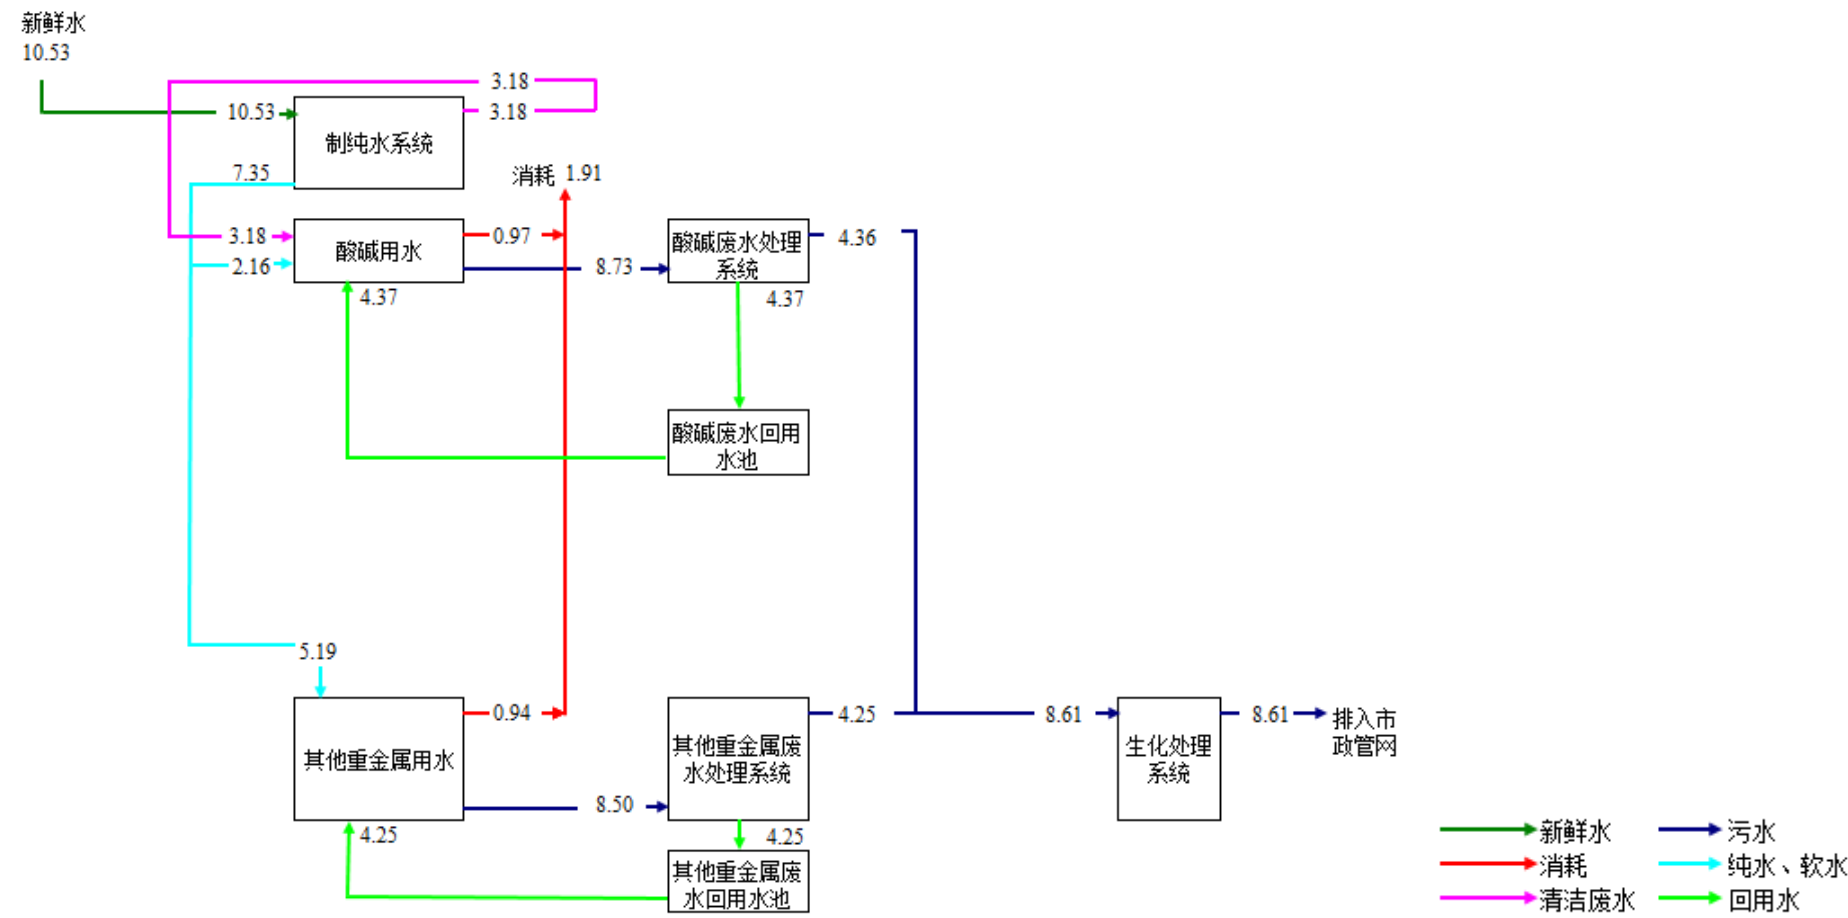 新鲜水
10.53
3.18
10.53
3.18
制纯水系统
7.35
消耗 1.91
3.18
酸碱用水
0.97
酸碱废水处理
系统
4.36
2.16
8.73
4.37
4.37
酸碱废水回用
水池
5.19
其他重金属用水
0.94
其他重金属废
水处理系统
4.25
8.61
生化处理
系统
8.61
排入市
政管网
8.50
4.25
4.25
其他重金属废
水回用水池
新鲜水
污水
消耗
纯水、软水
清洁废水
回用水